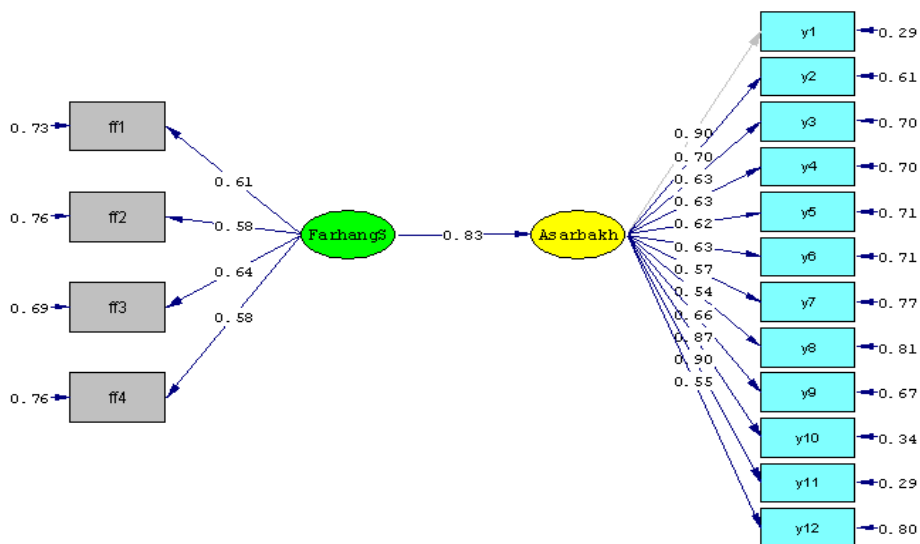 y1
0.29
y2
0.61
y3
0.70
y4
0.70
y5
0.71
y6
0.71
y7
0.77
y8
0.81
y9
0.67
y10
0.34
y11
0.29
y12
0.80
0.90
0.70
0.63
0.63
0.62
0.63
0.57
0.54
0.66
0.87
0.90
0.55
0.73
ff1
0.76
ff2
0.69
ff3
0.76
ff4
0.61
0.58
0.64
0.58
FarhangS
0.83
Asarbakh